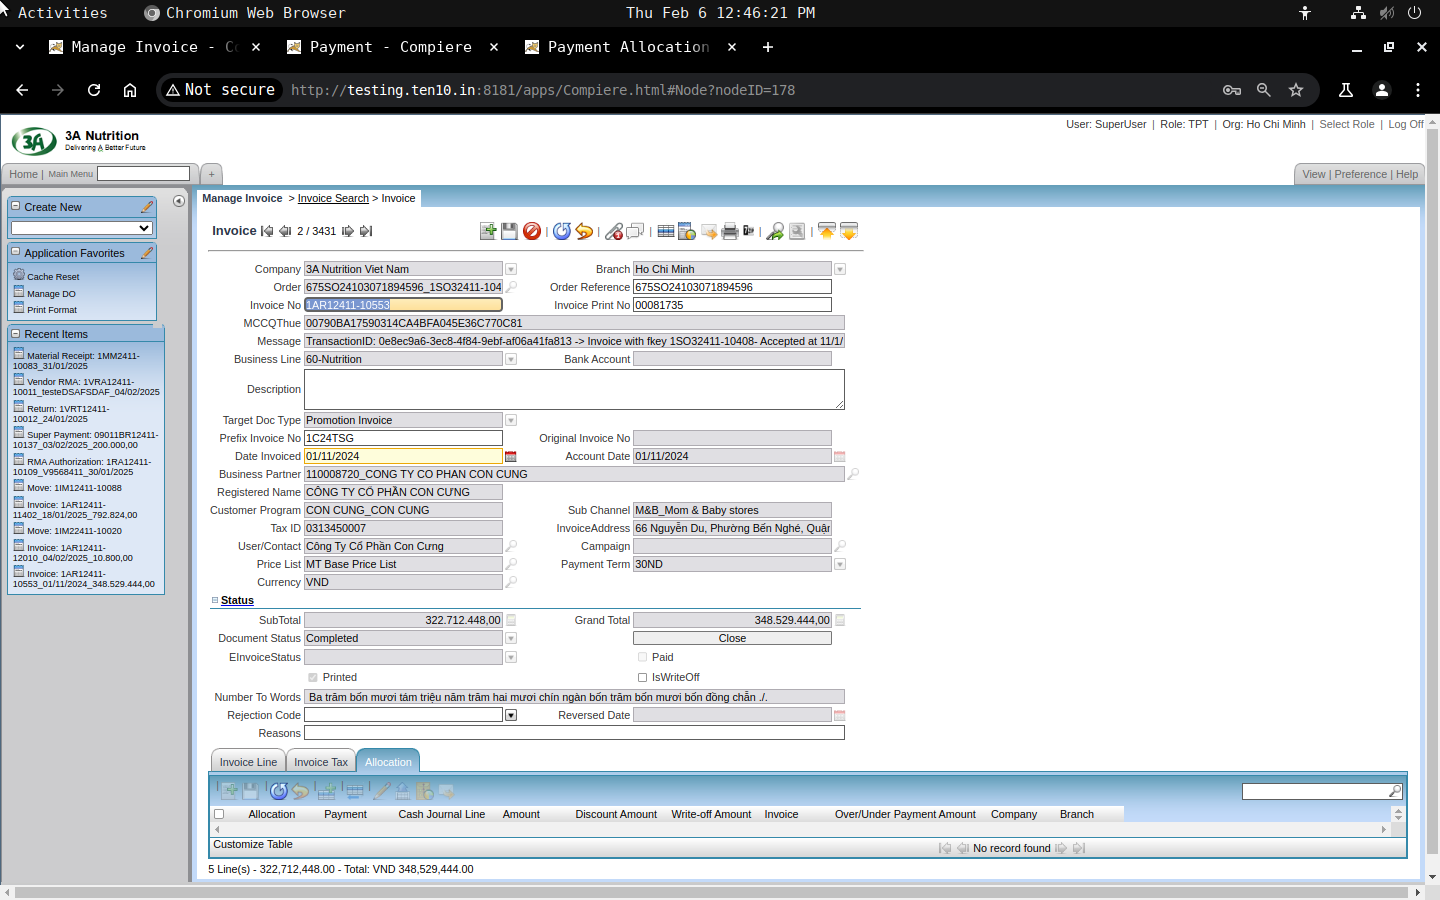 Activities
Chromium Web Browser
Thu Feb 6 12:46:21 PM
Manage Invoice - Co
Payment - Compiere
Payment Allocation
Not secure
http://testing.ten10.in:8181/apps/Compiere.html#Node?nodeID=178
3A
3A Nutrition
Delivering A Better Future
User: SuperUser | Role: TPT | Org: Ho Chi Minh | Select Role | Log Off
Home | Main Menu
+
View | Preference | Help
Create New
Application Favorites
Cache Reset
Manage DO
Print Format
Recent Items
Material Receipt: 1MM2411-
10083_31/01/2025
Vendor RMA: 1VRA12411-
10011_testeDSAFSDAF_04/02/2025
Return: 1VRT12411-
10012_24/01/2025
Super Payment: 09011BR12411-
10137_03/02/2025_200.000,00
RMA Authorization: 1RA12411-
10109_V9568411_30/01/2025
Move: 1IM12411-10088
Invoice: 1AR12411-
11402_18/01/2025_792.824,00
Move: 1IM22411-10020
Invoice: 1AR12411-
12010_04/02/2025_10.800,00
Invoice: 1AR12411-
10553_01/11/2024_348.529.444,00
Manage Invoice > Invoice Search > Invoice
Invoice 2 / 3431
Company 3A Nutrition Viet Nam
Branch Ho Chi Minh
Order 675SO24103071894596_1SO32411-104
Order Reference 675SO24103071894596
Invoice No 1AR12411-10553
Invoice Print No 00081735
MCCQThue 00790BA17590314CA4BFA045E36C770C81
Message TransactionID: 0e8ec9a6-3ec8-4f84-9ebf-af06a41fa813 -> Invoice with fkey 1SO32411-10408- Accepted at 11/1/
Business Line 60-Nutrition
Bank Account
Description
Target Doc Type Promotion Invoice
Prefix Invoice No 1C24TSG
Original Invoice No
Date Invoiced 01/11/2024
Account Date 01/11/2024
Business Partner 110008720_CONG TY CO PHAN CON CUNG
Registered Name CÔNG TY CỔ PHẦN CON CƯNG
Customer Program CON CUNG_CON CUNG
Sub Channel M&B_Mom & Baby stores
Tax ID 0313450007
InvoiceAddress 66 Nguyễn Du, Phường Bến Nghé, Quận
User/Contact Công Ty Cổ Phần Con Cưng
Campaign
Price List MT Base Price List
Payment Term 30ND
Currency VND
Status
SubTotal 322.712.448,00
Grand Total 348.529.444,00
Document Status Completed
Close
EInvoiceStatus
Paid
Printed
IsWriteOff
Number To Words Ba trăm bốn mươi tám triệu năm trăm hai mươi chín ngàn bốn trăm bốn mươi bốn đồng chẵn ./.
Rejection Code
Reversed Date
Reasons
Invoice Line
Invoice Tax
Allocation
Allocation Payment Cash Journal Line Amount Discount Amount Write-off Amount Invoice Over/Under Payment Amount Company Branch
Customize Table
No record found
5 Line(s) - 322,712,448.00 - Total: VND 348,529,444.00